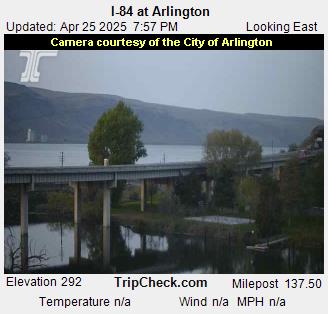 I-84 at Arlington
Updated: Apr 25 2025 7:57 PM Looking East
Camera courtesy of the City of Arlington
Elevation 292 TripCheck.com Milepost 137.50
Temperature n/a Wind n/a MPH n/a